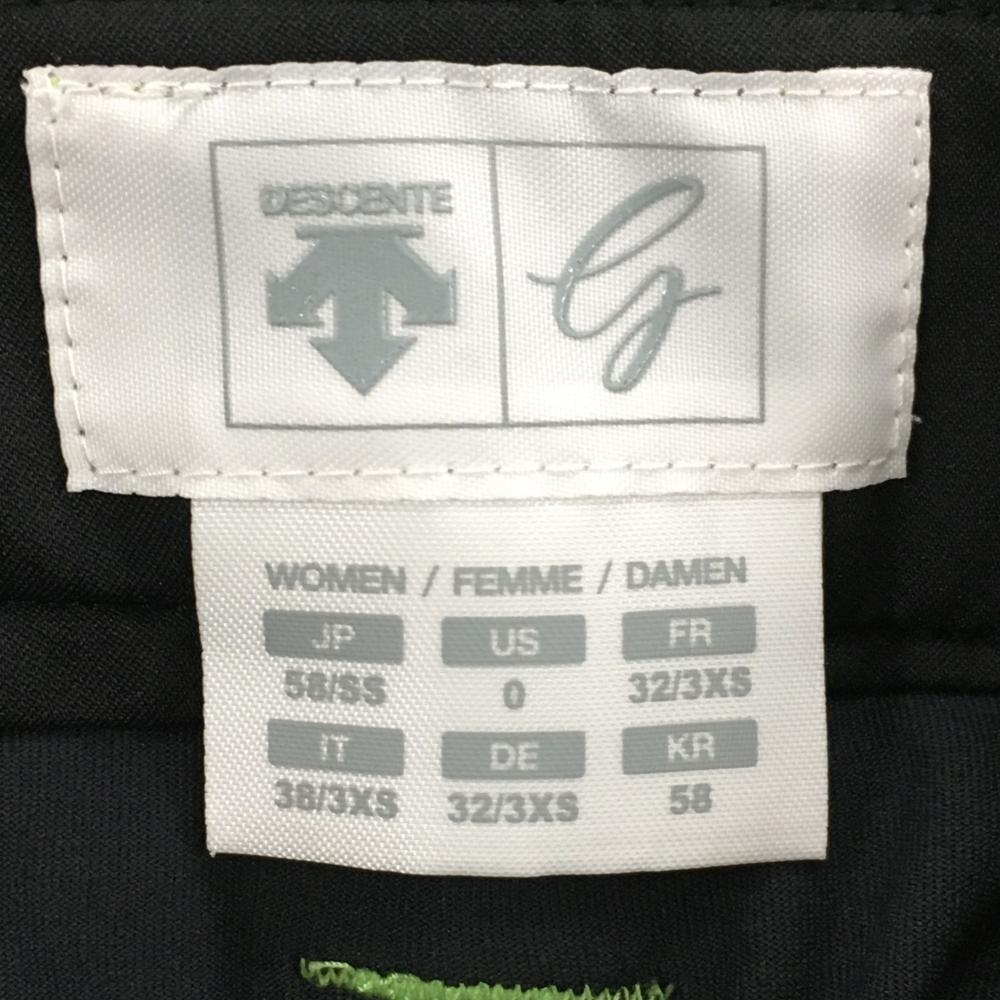 DESCENTE
G
WOMEN / FEMME / DAMEN
JP US FR
58/SS 0 32/3XS
IT DE KR
38/3XS 32/3XS 58